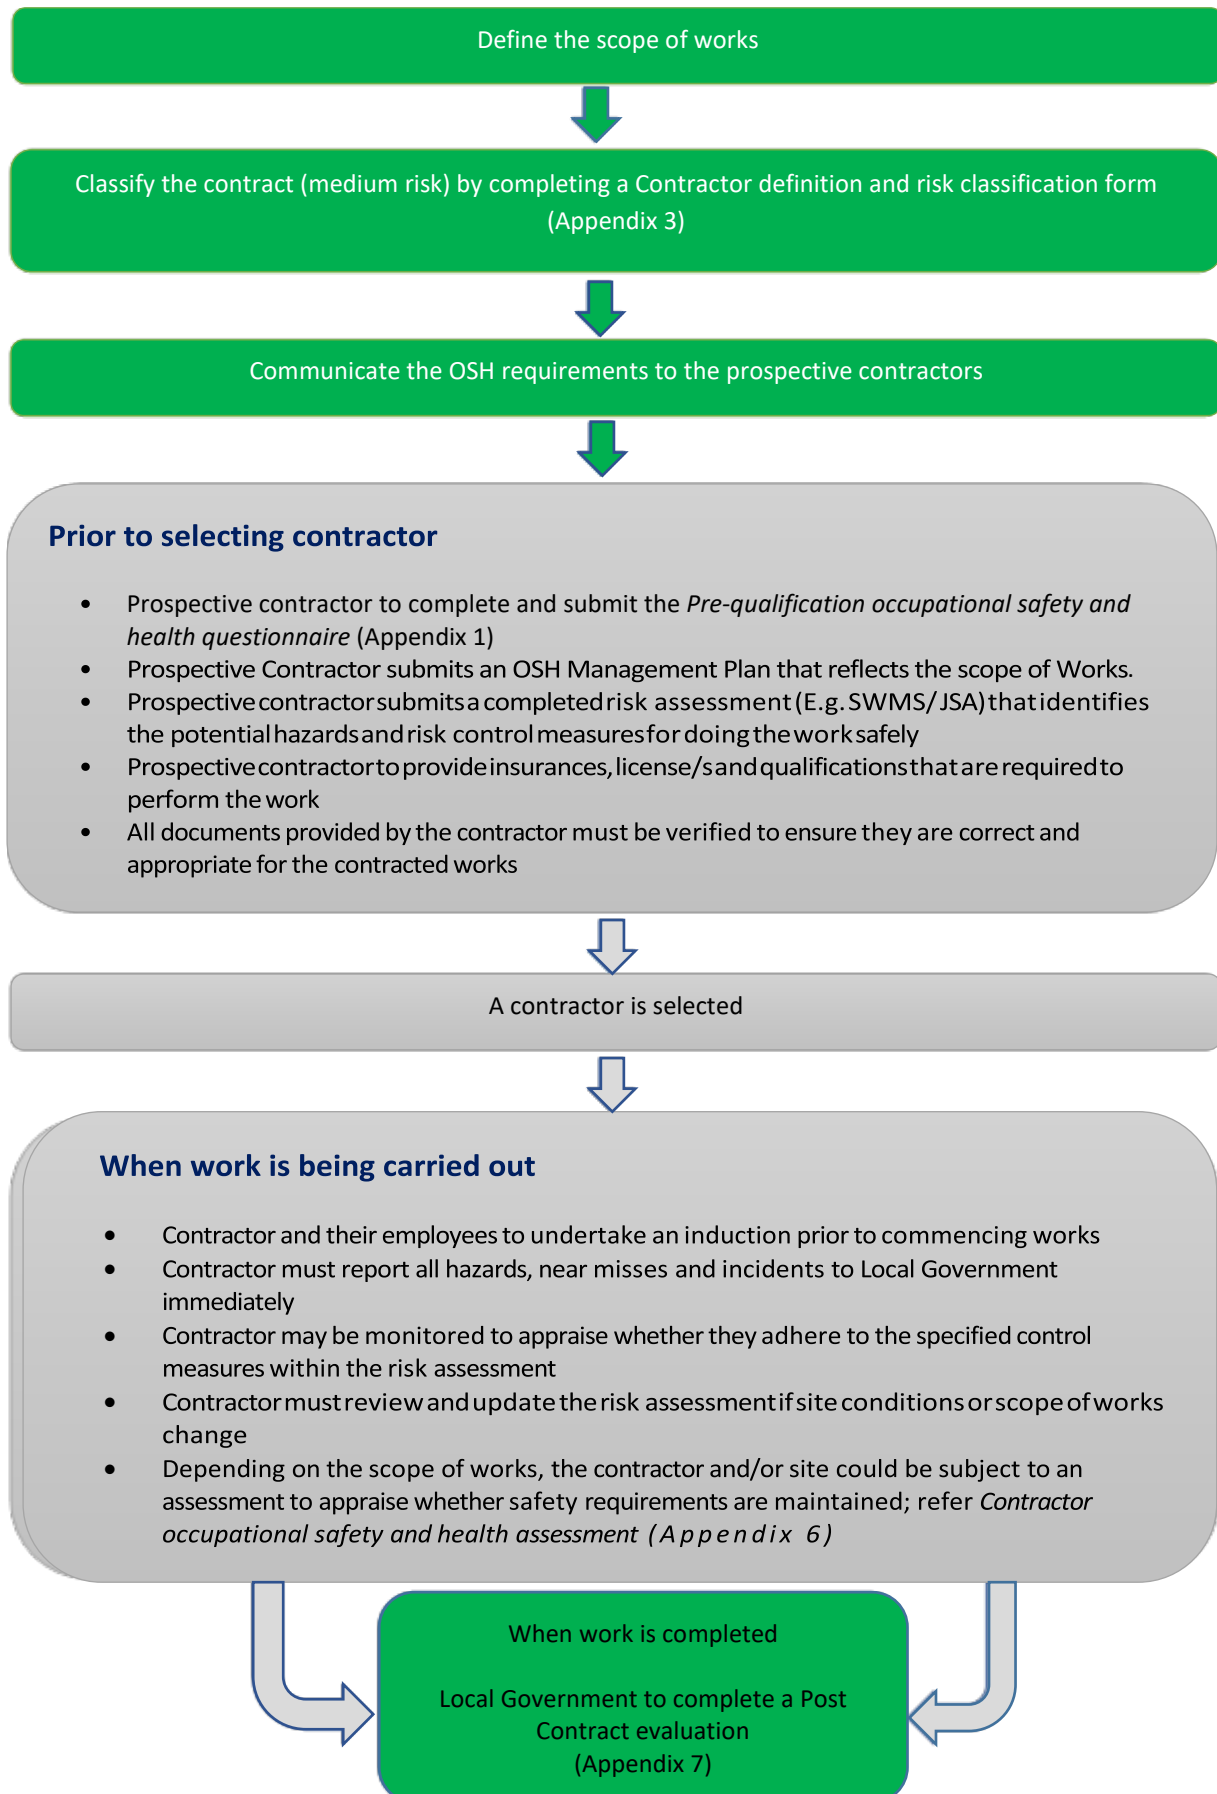 Define the scope of works
Classify the contract (medium risk) by completing a Contractor definition and risk classification form
(Appendix 3)
Communicate the OSH requirements to the prospective contractors
Prior to selecting contractor
• Prospective contractor to complete and submit the Pre-qualification occupational safety and
health questionnaire (Appendix 1)
• Prospective Contractor submits an OSH Management Plan that reflects the scope of Works.
• Prospective contractor submits a completed risk assessment (E.g. SWMS/JSA) that identifies
the potential hazards and risk control measures for doing the work safely
• Prospective contractor to provide insurances, license/s and qualifications that are required to
perform the work
• All documents provided by the contractor must be verified to ensure they are correct and
appropriate for the contracted works
A contractor is selected
When work is being carried out
• Contractor and their employees to undertake an induction prior to commencing works
• Contractor must report all hazards, near misses and incidents to Local Government
immediately
• Contractor may be monitored to appraise whether they adhere to the specified control
measures within the risk assessment
• Contractor must review and update the risk assessment if site conditions or scope of works
change
• Depending on the scope of works, the contractor and/or site could be subject to an
assessment to appraise whether safety requirements are maintained; refer Contractor
occupational safety and health assessment (Appendix 6)
When work is completed
Local Government to complete a Post
Contract evaluation
(Appendix 7)